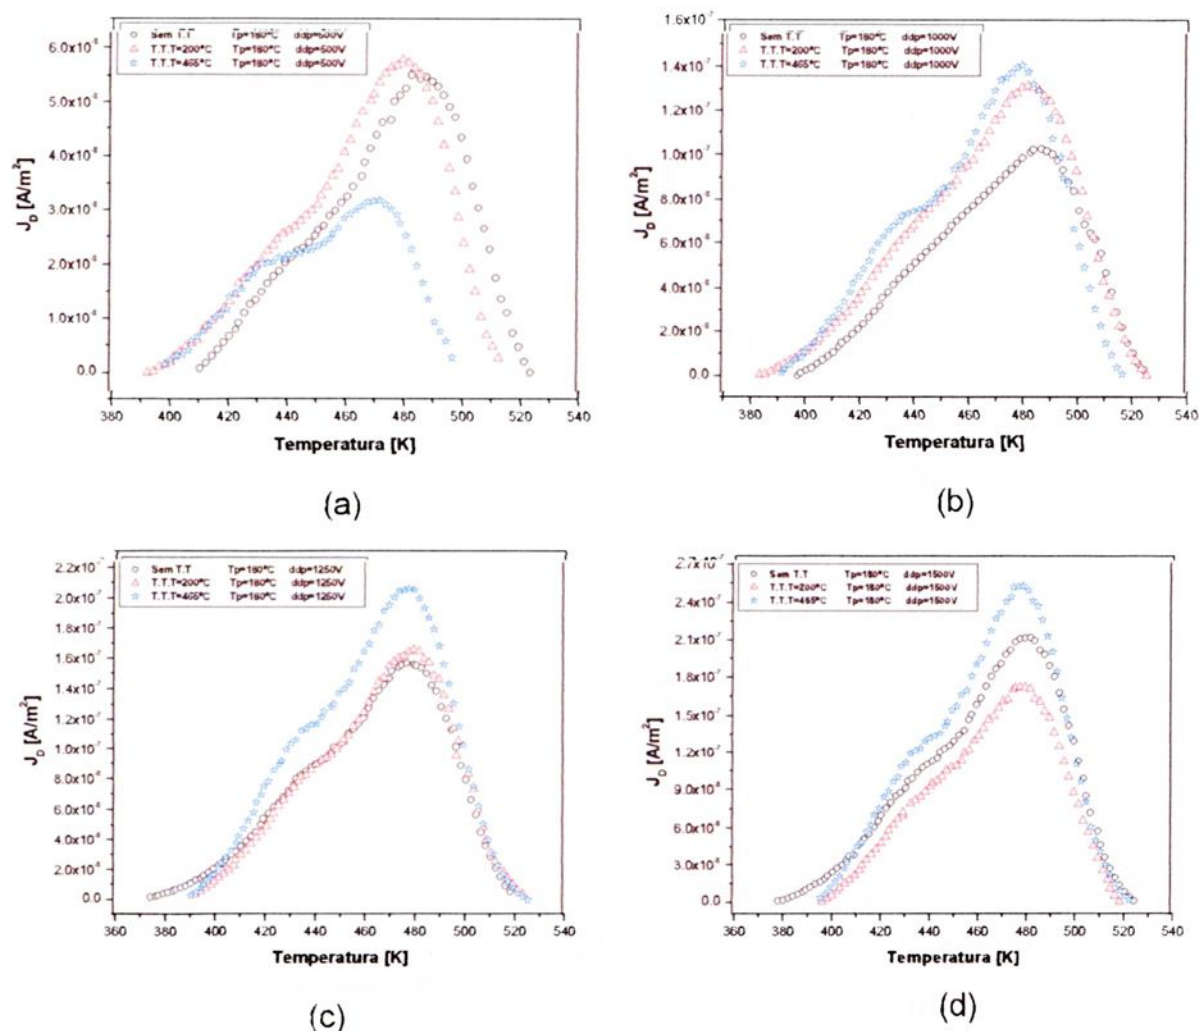 Sem T.T Tp=180°C ddp=500V
T.T.T=200°C Tp=180°C ddp=500V
T.T.T=465°C Tp=180°C ddp=500V
6.0x10⁻⁸
5.0x10⁻⁸
4.0x10⁻⁸
3.0x10⁻⁸
2.0x10⁻⁸
1.0x10⁻⁸
0.0
J_D [A/m²]
380 400 420 440 460 480 500 520 540
Temperatura [K]
(a)
Sem T.T Tp=180°C ddp=1000V
T.T.T=200°C Tp=180°C ddp=1000V
T.T.T=465°C Tp=180°C ddp=1000V
1.6x10⁻⁷
1.4x10⁻⁷
1.2x10⁻⁷
1.0x10⁻⁷
8.0x10⁻⁸
6.0x10⁻⁸
4.0x10⁻⁸
2.0x10⁻⁸
0.0
J_D [A/m²]
380 400 420 440 460 480 500 520 540
Temperatura [K]
(b)
Sem T.T Tp=180°C ddp=1250V
T.T.T=200°C Tp=180°C ddp=1250V
T.T.T=465°C Tp=180°C ddp=1250V
2.2x10⁻⁷
2.0x10⁻⁷
1.8x10⁻⁷
1.6x10⁻⁷
1.4x10⁻⁷
1.2x10⁻⁷
1.0x10⁻⁷
8.0x10⁻⁸
6.0x10⁻⁸
4.0x10⁻⁸
2.0x10⁻⁸
0.0
J_D [A/m²]
360 380 400 420 440 460 480 500 520 540
Temperatura [K]
(c)
Sem T.T Tp=180°C ddp=1500V
T.T.T=200°C Tp=180°C ddp=1500V
T.T.T=465°C Tp=180°C ddp=1500V
2.7x10⁻⁷
2.4x10⁻⁷
2.1x10⁻⁷
1.8x10⁻⁷
1.5x10⁻⁷
1.2x10⁻⁷
9.0x10⁻⁸
6.0x10⁻⁸
3.0x10⁻⁸
0.0
J_D [A/m²]
360 380 400 420 440 460 480 500 520 540
Temperatura [K]
(d)